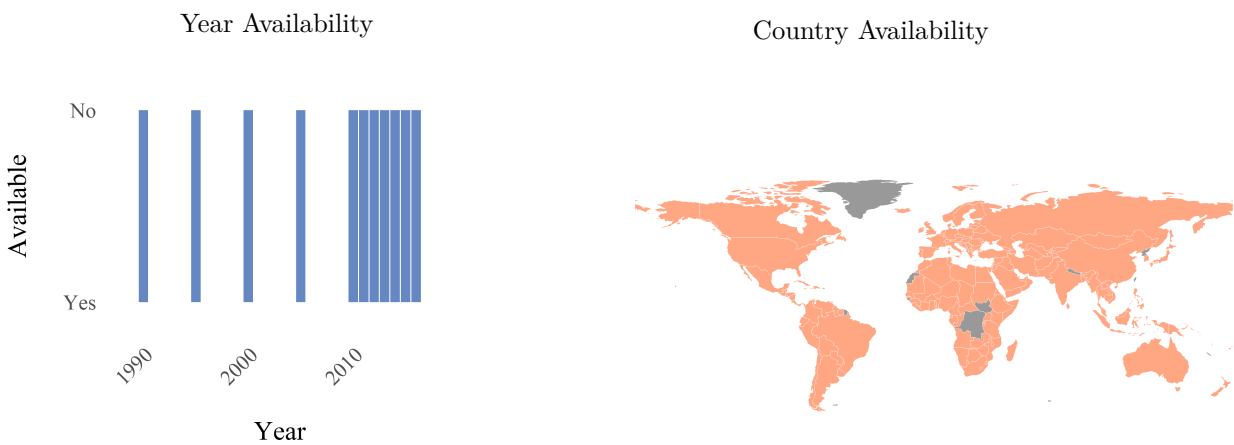 Year Availability
Country Availability
No
Available
Yes
1990
2000
2010
Year